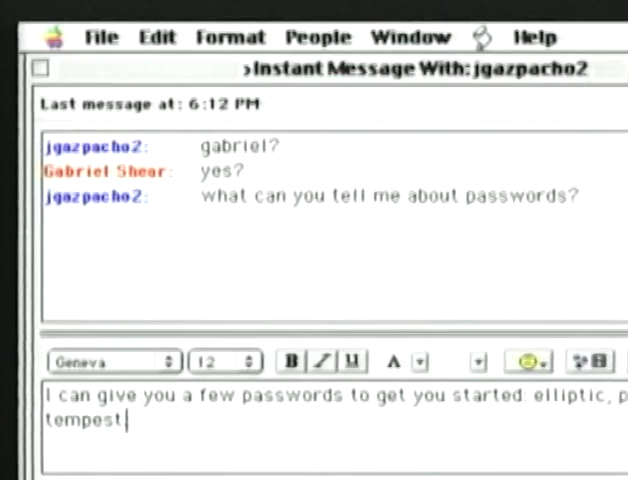 File Edit Format People Window Help
›Instant Message With: jgazpacho2
Last message at: 6:12 PM
jgazpacho2: gabriel?
Gabriel Shear: yes?
jgazpacho2: what can you tell me about passwords?
Geneva 12 B I U A
I can give you a few passwords to get you started: elliptic, p
tempest